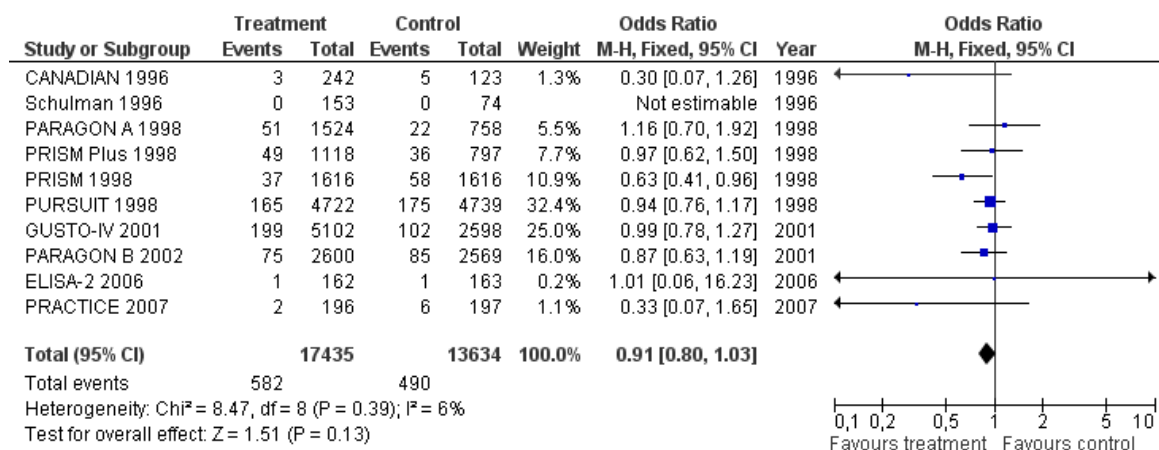 Treatment Control Odds Ratio Odds Ratio
Study or Subgroup Events Total Events Total Weight M-H, Fixed, 95% CI Year M-H, Fixed, 95% CI
CANADIAN 1996 3 242 5 123 1.3% 0.30 [0.07, 1.26] 1996
Schulman 1996 0 153 0 74 Not estimable 1996
PARAGON A 1998 51 1524 22 758 5.5% 1.16 [0.70, 1.92] 1998
PRISM Plus 1998 49 1118 36 797 7.7% 0.97 [0.62, 1.50] 1998
PRISM 1998 37 1616 58 1616 10.9% 0.63 [0.41, 0.96] 1998
PURSUIT 1998 165 4722 175 4739 32.4% 0.94 [0.76, 1.17] 1998
GUSTO-IV 2001 199 5102 102 2598 25.0% 0.99 [0.78, 1.27] 2001
PARAGON B 2002 75 2600 85 2569 16.0% 0.87 [0.63, 1.19] 2001
ELISA-2 2006 1 162 1 163 0.2% 1.01 [0.06, 16.23] 2006
PRACTICE 2007 2 196 6 197 1.1% 0.33 [0.07, 1.65] 2007
Total (95% CI) 17435 13634 100.0% 0.91 [0.80, 1.03]
Total events 582 490
Heterogeneity: Chi² = 8.47, df = 8 (P = 0.39); I² = 6%
Test for overall effect: Z = 1.51 (P = 0.13)
0,1 0,2 0,5 1 2 5 10
Favours treatment Favours control